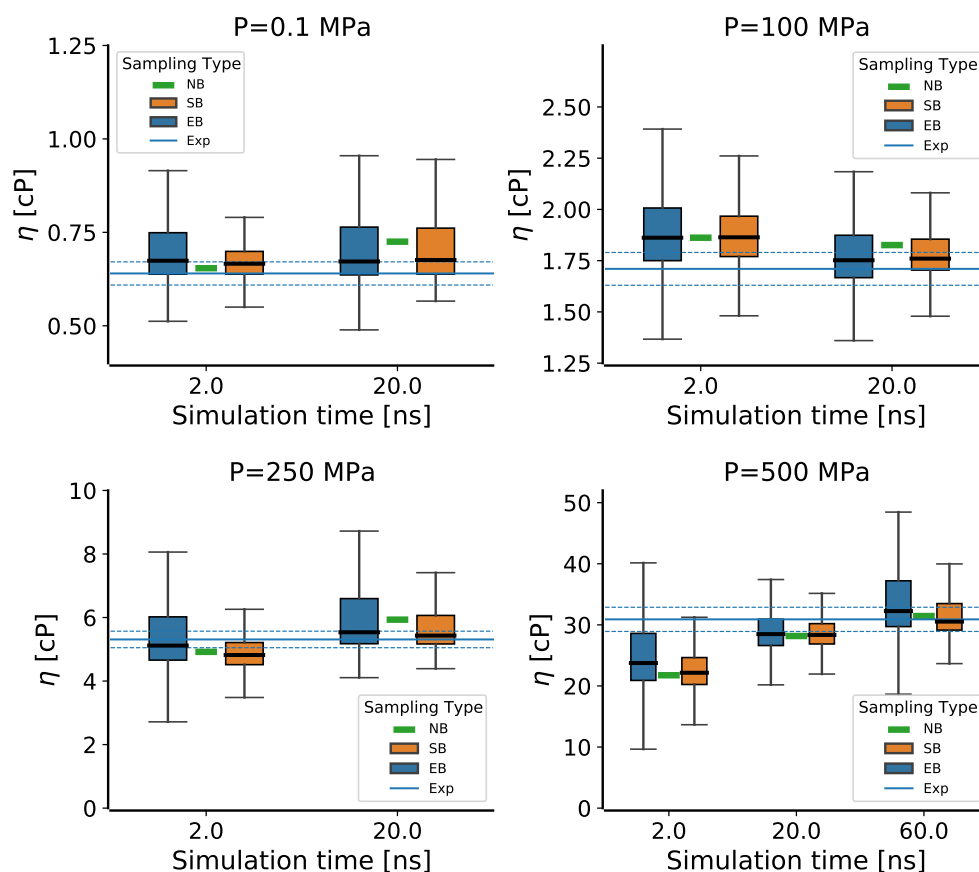 P=0.1 MPa
1.25
1.00
0.75
0.50
η [cP]
Sampling Type
NB
SB
EB
Exp
2.0
20.0
Simulation time [ns]
P=100 MPa
2.50
2.25
2.00
1.75
1.50
1.25
η [cP]
Sampling Type
NB
SB
EB
Exp
2.0
20.0
Simulation time [ns]
P=250 MPa
10
8
6
4
2
0
η [cP]
Sampling Type
NB
SB
EB
Exp
2.0
20.0
Simulation time [ns]
P=500 MPa
50
40
30
20
10
0
η [cP]
Sampling Type
NB
SB
EB
Exp
2.0
20.0
60.0
Simulation time [ns]